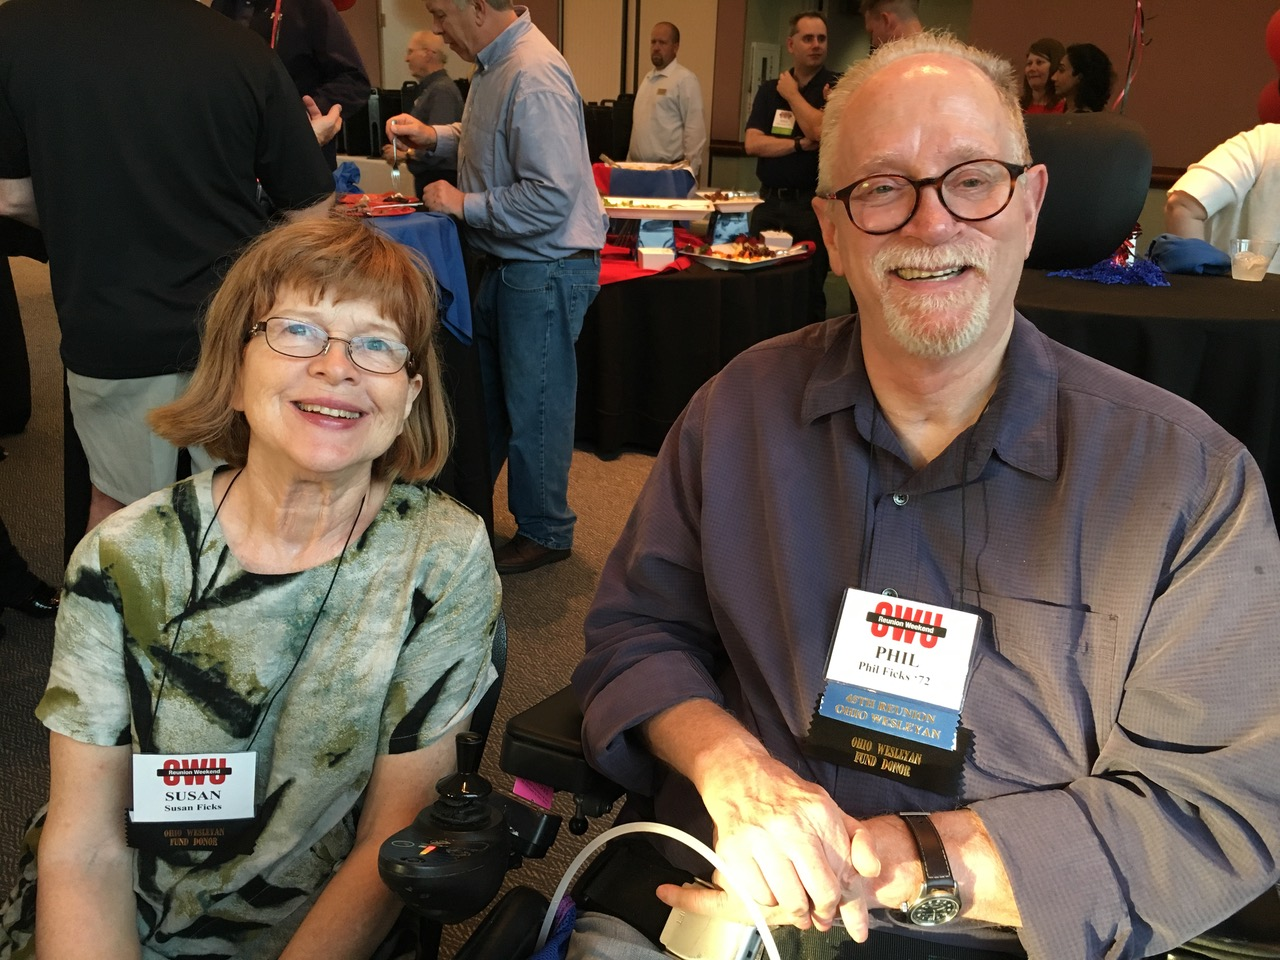 OWU
Reunion Weekend
SUSAN
Susan Ficks
OHIO WESLEYAN
FUND DONOR
OWU
Reunion Weekend
PHIL
Phil Ficks '72
45TH REUNION
OHIO WESLEYAN
OHIO WESLEYAN
FUND DONOR